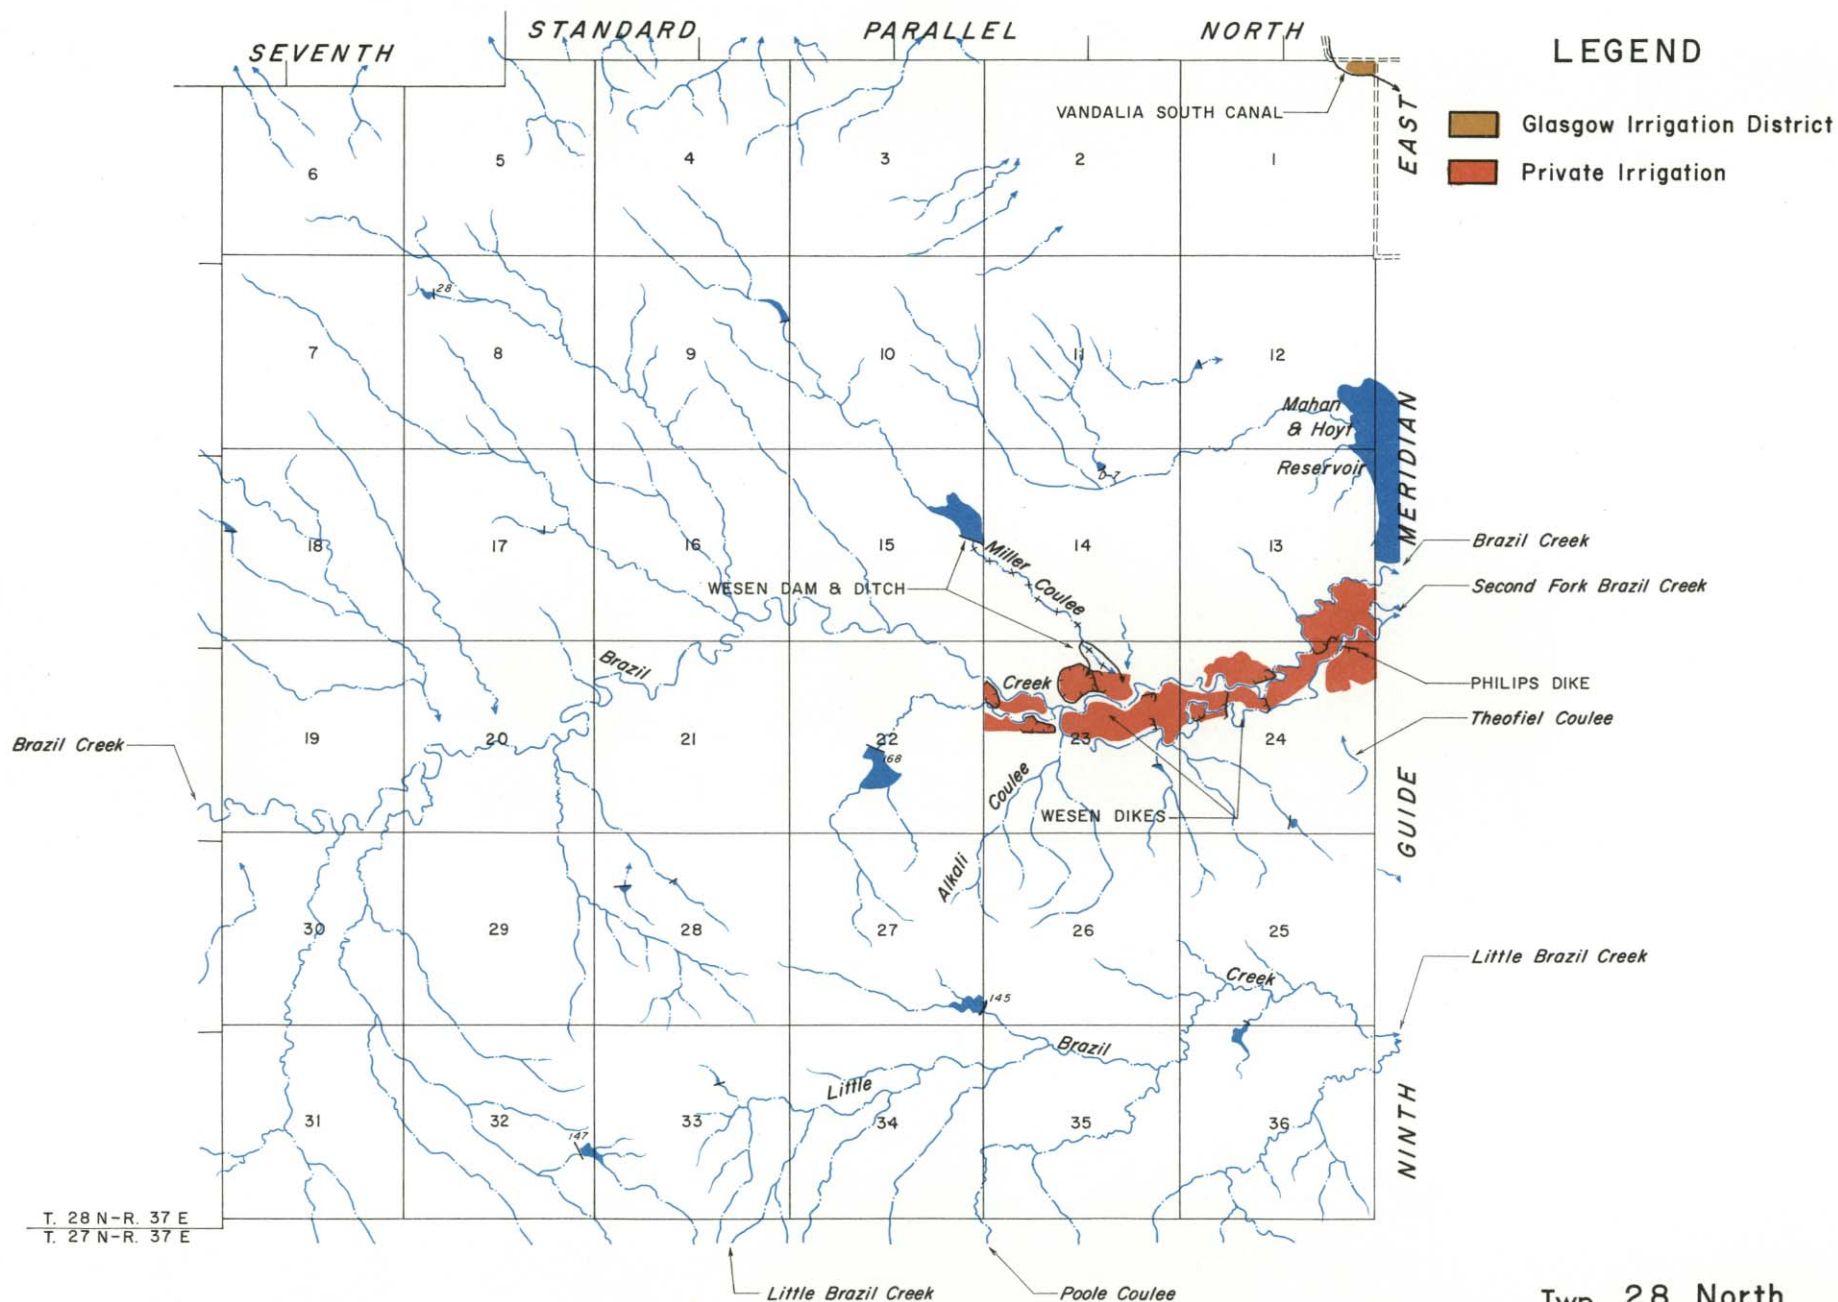 SEVENTH STANDARD PARALLEL NORTH
LEGEND
Glasgow Irrigation District
Private Irrigation
VANDALIA SOUTH CANAL
EAST
MERIDIAN
GUIDE
NINTH
6 5 4 3 2 1
28
7 8 9 10 11 12
Mahan
& Hoyt
Reservoir
D-7
18 17 16 15 14 13
Miller Coulee
WESEN DAM & DITCH
Brazil Creek
Second Fork Brazil Creek
Brazil
Creek
PHILIPS DIKE
Theofiel Coulee
Brazil Creek
19 20 21 22 23 24
168
WESEN DIKES
Alkali Coulee
30 29 28 27 26 25
145
Creek
Little Brazil Creek
Little Brazil
31 32 33 34 35 36
147
T. 28 N-R. 37 E
T. 27 N-R. 37 E
Little Brazil Creek
Poole Coulee
Twp. 28 North